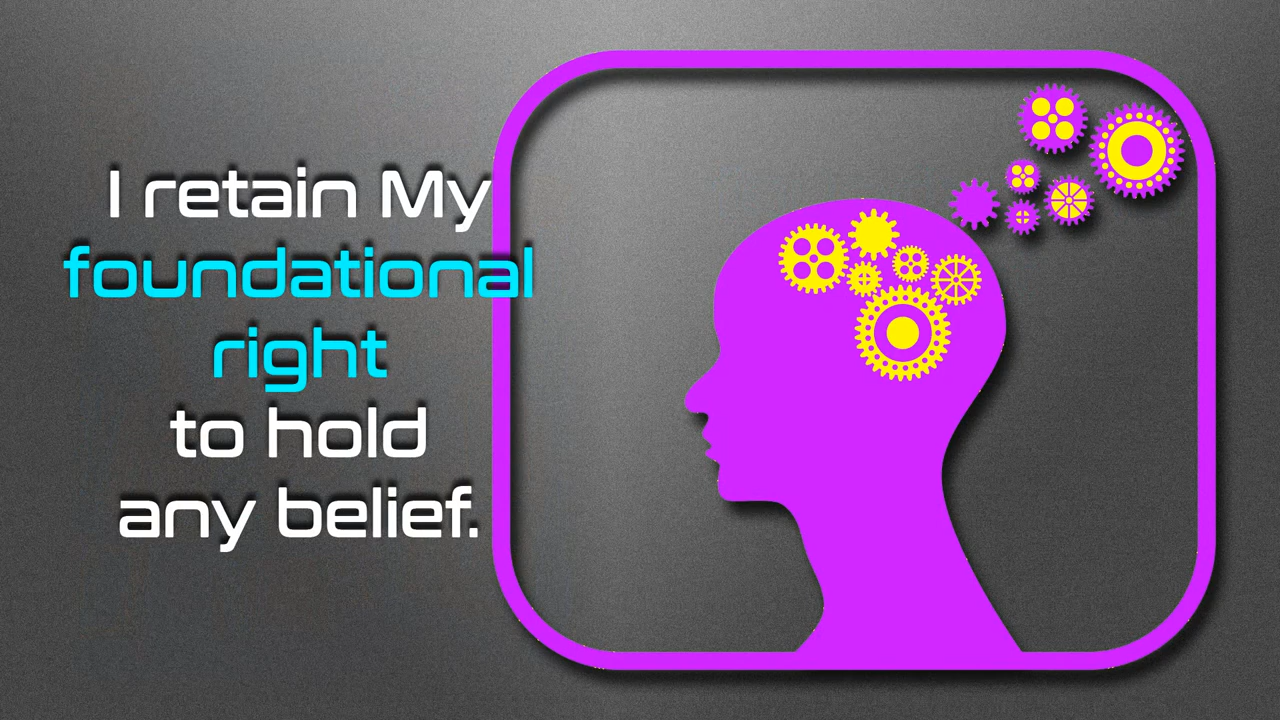 I retain My
foundational
right
to hold
any belief.